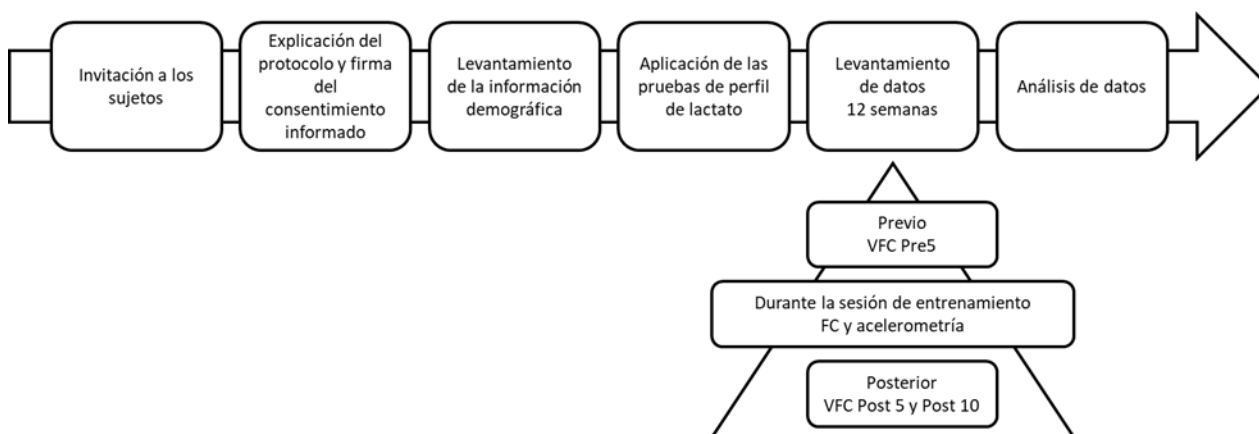 Invitación a los
sujetos
Explicación del
protocolo y firma
del
consentimiento
informado
Levantamiento
de la información
demográfica
Aplicación de las
pruebas de perfil
de lactato
Levantamiento
de datos
12 semanas
Análisis de datos
Previo
VFC Pre5
Durante la sesión de entrenamiento
FC y acelerometría
Posterior
VFC Post 5 y Post 10